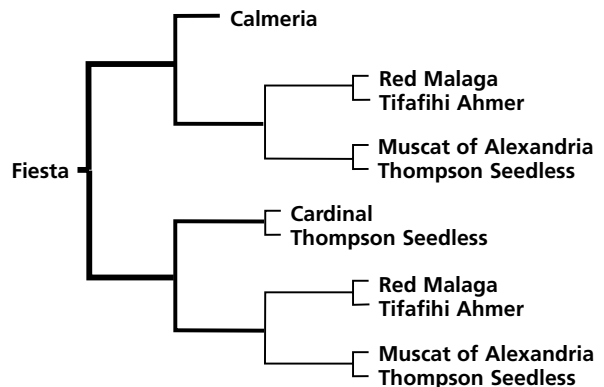 Calmeria
Red Malaga
Tifafihi Ahmer
Muscat of Alexandria
Thompson Seedless
Fiesta
Cardinal
Thompson Seedless
Red Malaga
Tifafihi Ahmer
Muscat of Alexandria
Thompson Seedless